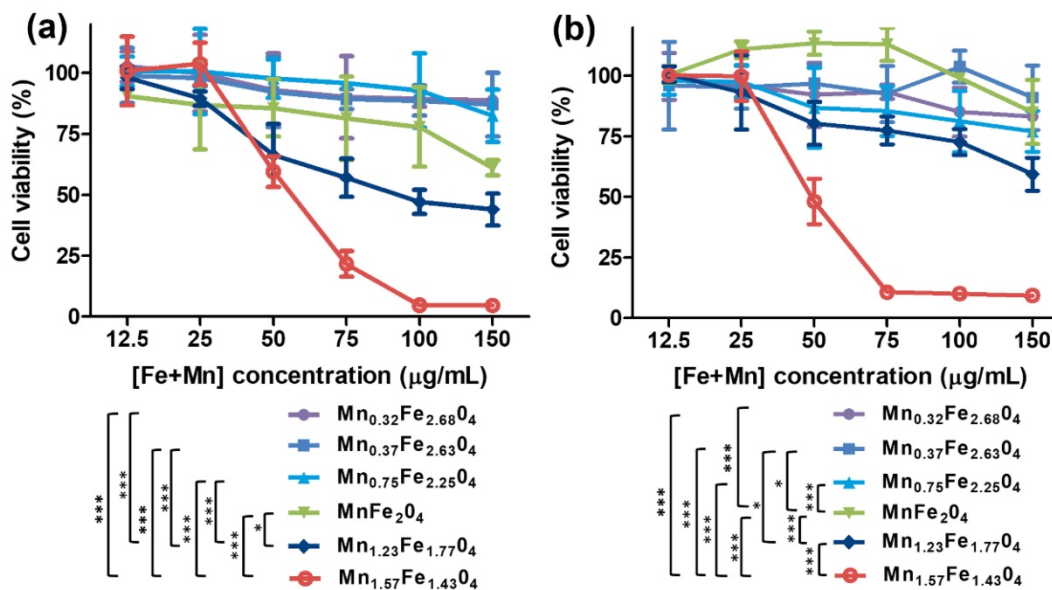 (a)
Cell viability (%)
100
75
50
25
0
12.5 25 50 75 100 150
[Fe+Mn] concentration (μg/mL)
Mn0.32Fe2.68O4
Mn0.37Fe2.63O4
Mn0.75Fe2.25O4
MnFe2O4
Mn1.23Fe1.77O4
Mn1.57Fe1.43O4
*** *** *** *** *** *** *** *
(b)
Cell viability (%)
100
75
50
25
0
12.5 25 50 75 100 150
[Fe+Mn] concentration (μg/mL)
Mn0.32Fe2.68O4
Mn0.37Fe2.63O4
Mn0.75Fe2.25O4
MnFe2O4
Mn1.23Fe1.77O4
Mn1.57Fe1.43O4
*** *** *** *** *** * * *** *** ***